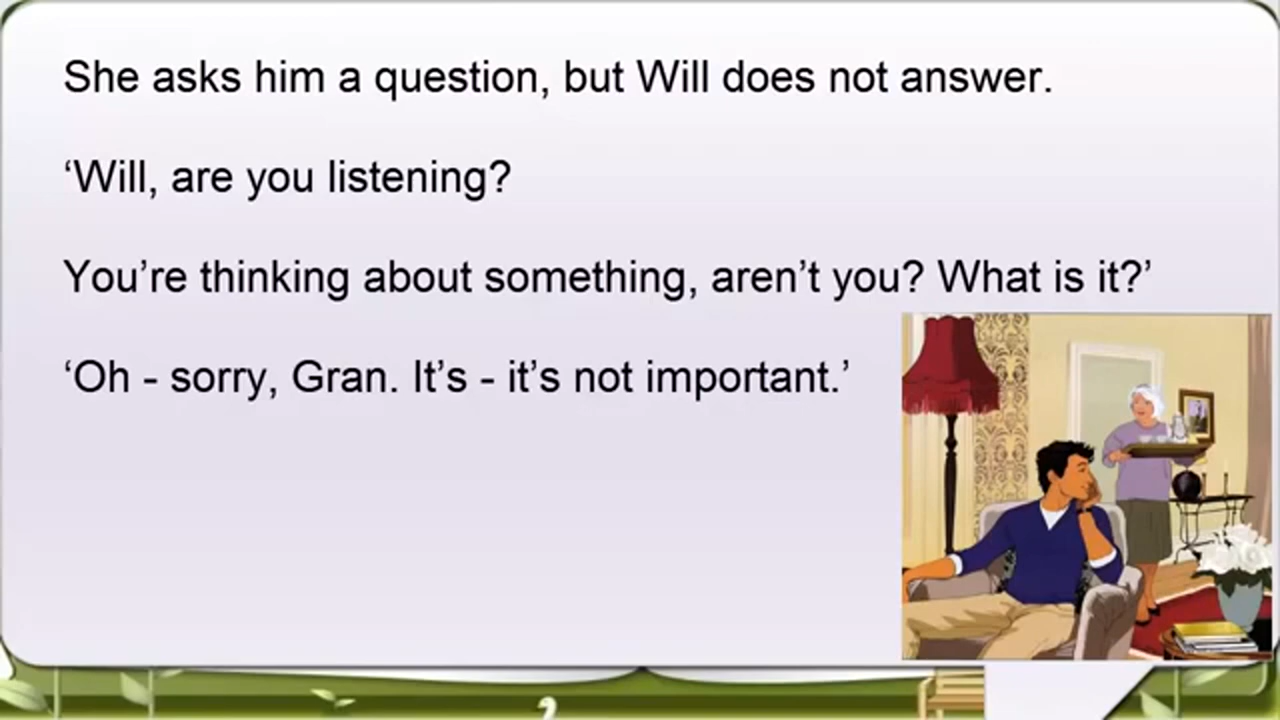 She asks him a question, but Will does not answer.
‘Will, are you listening?
You’re thinking about something, aren’t you? What is it?’
‘Oh - sorry, Gran. It’s - it’s not important.’